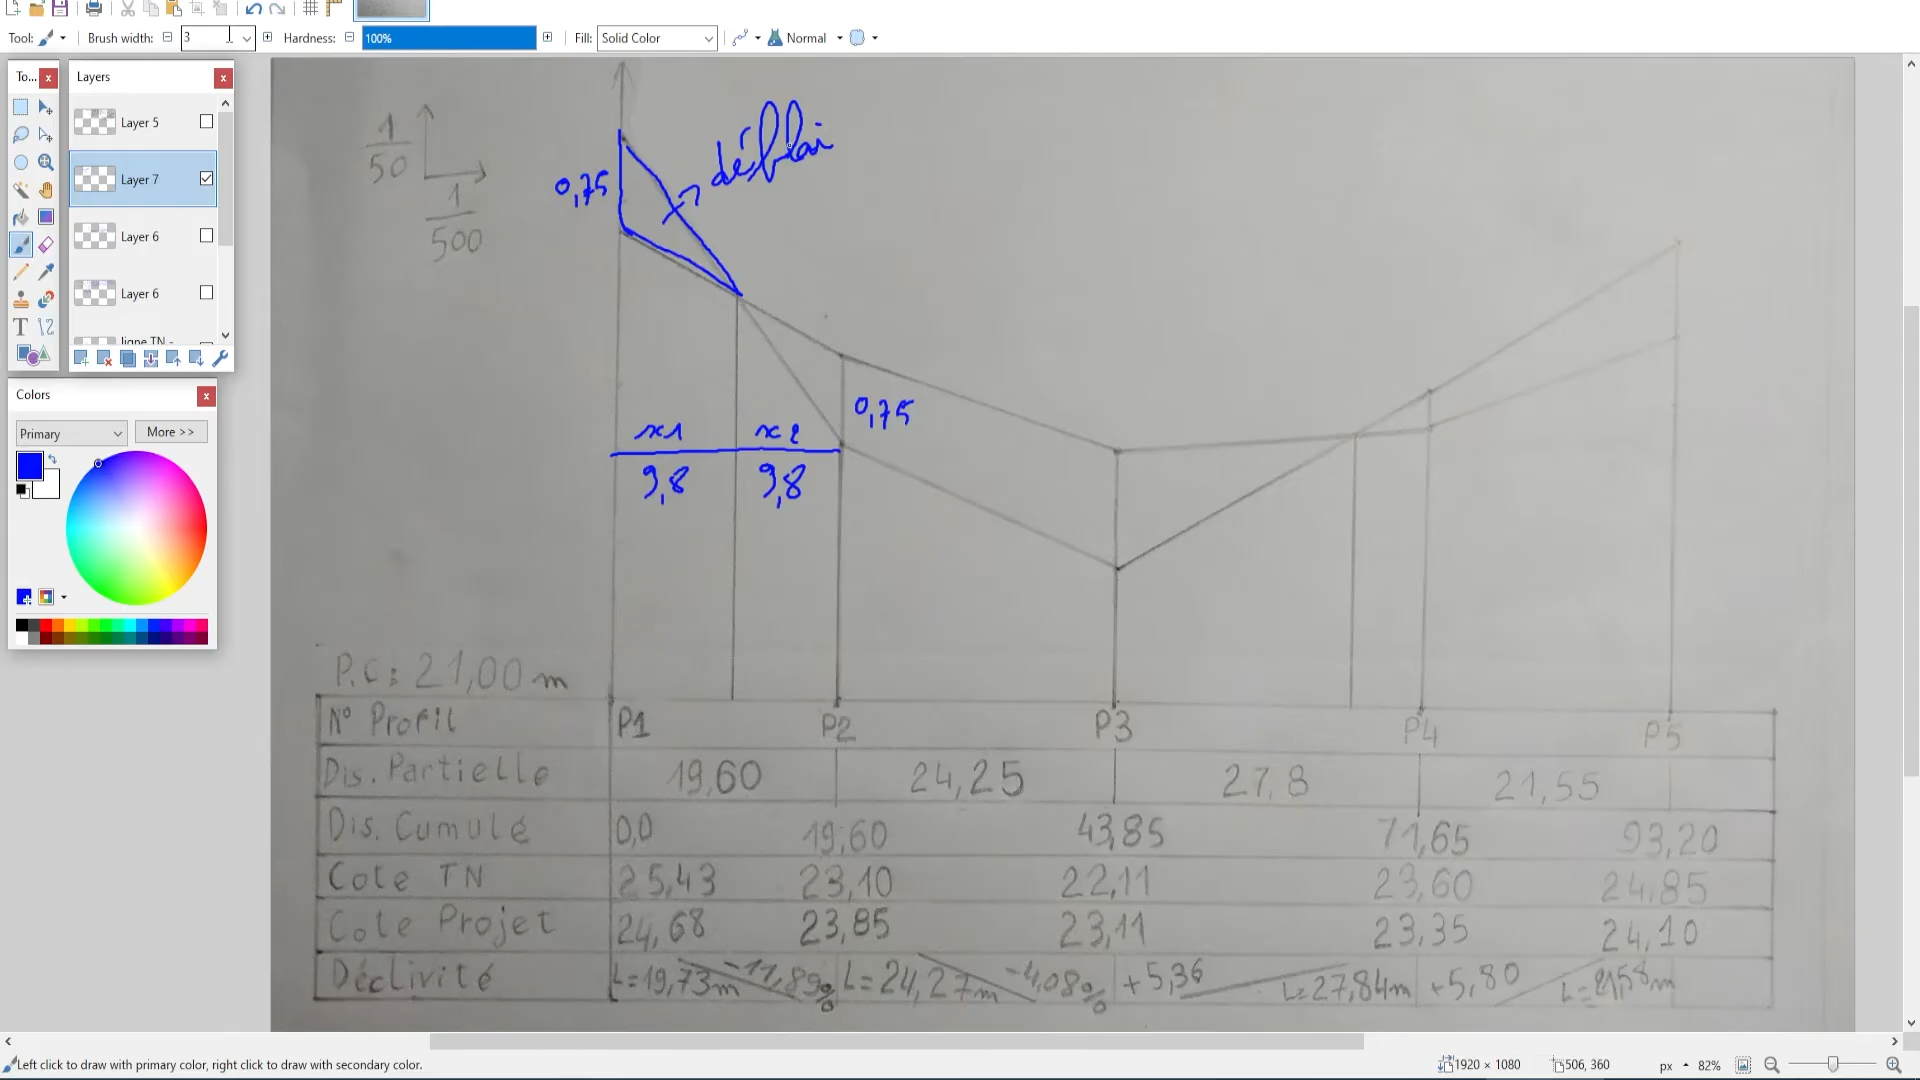 Tool:
Brush width:
3
Hardness:
100%
Fill:
Solid Color
Normal
To...
Layers
Layer 5
Layer 7
Layer 6
Layer 6
ligne TN -
Colors
Primary
More >>
1
50
1
500
0,75
déblai
0,75
x1 x2
9,8 9,8
P.C: 21,00 m
N° Profil P1 P2 P3 P4 P5
Dis. Partielle 19,60 24,25 27,8 21,55
Dis. Cumulé 0,0 19,60 43,85 71,65 93,20
Cote TN 25,43 23,10 22,11 23,60 24,85
Cote Projet 24,68 23,85 23,11 23,35 24,10
Déclivité L=19,73m -11,89% L=24,27m -4,08% +5,36 L=27,84m +5,80 L=21,58m
Left click to draw with primary color, right click to draw with secondary color.
1920 × 1080
506, 360
px
82%